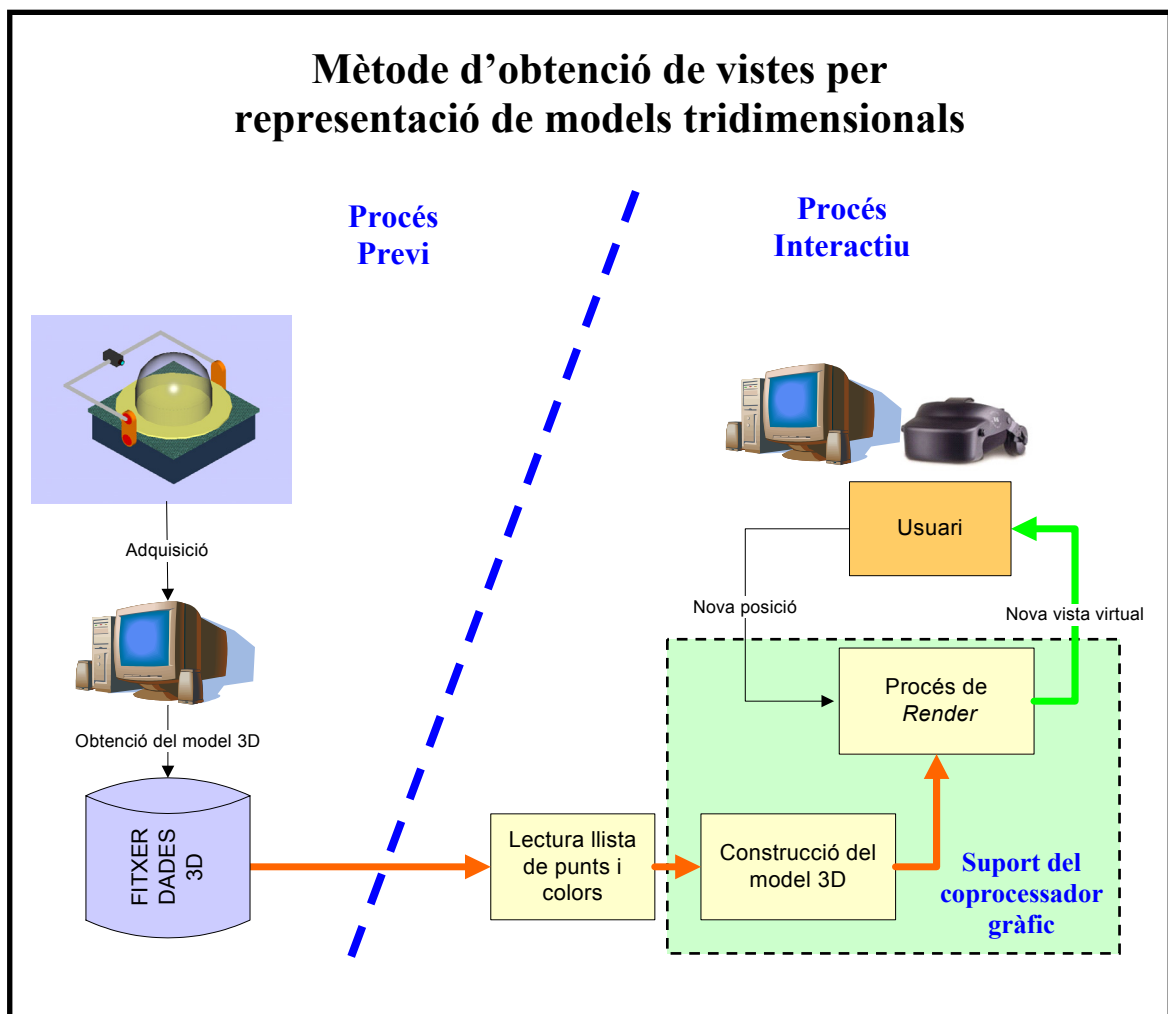 Mètode d’obtenció de vistes per
representació de models tridimensionals
Procés
Previ
Procés
Interactiu
Adquisició
Obtenció del model 3D
FITXER
DADES
3D
Lectura llista
de punts i
colors
Construcció del
model 3D
Usuari
Nova posició
Nova vista virtual
Procés de
Render
Suport del
coprocessador
gràfic